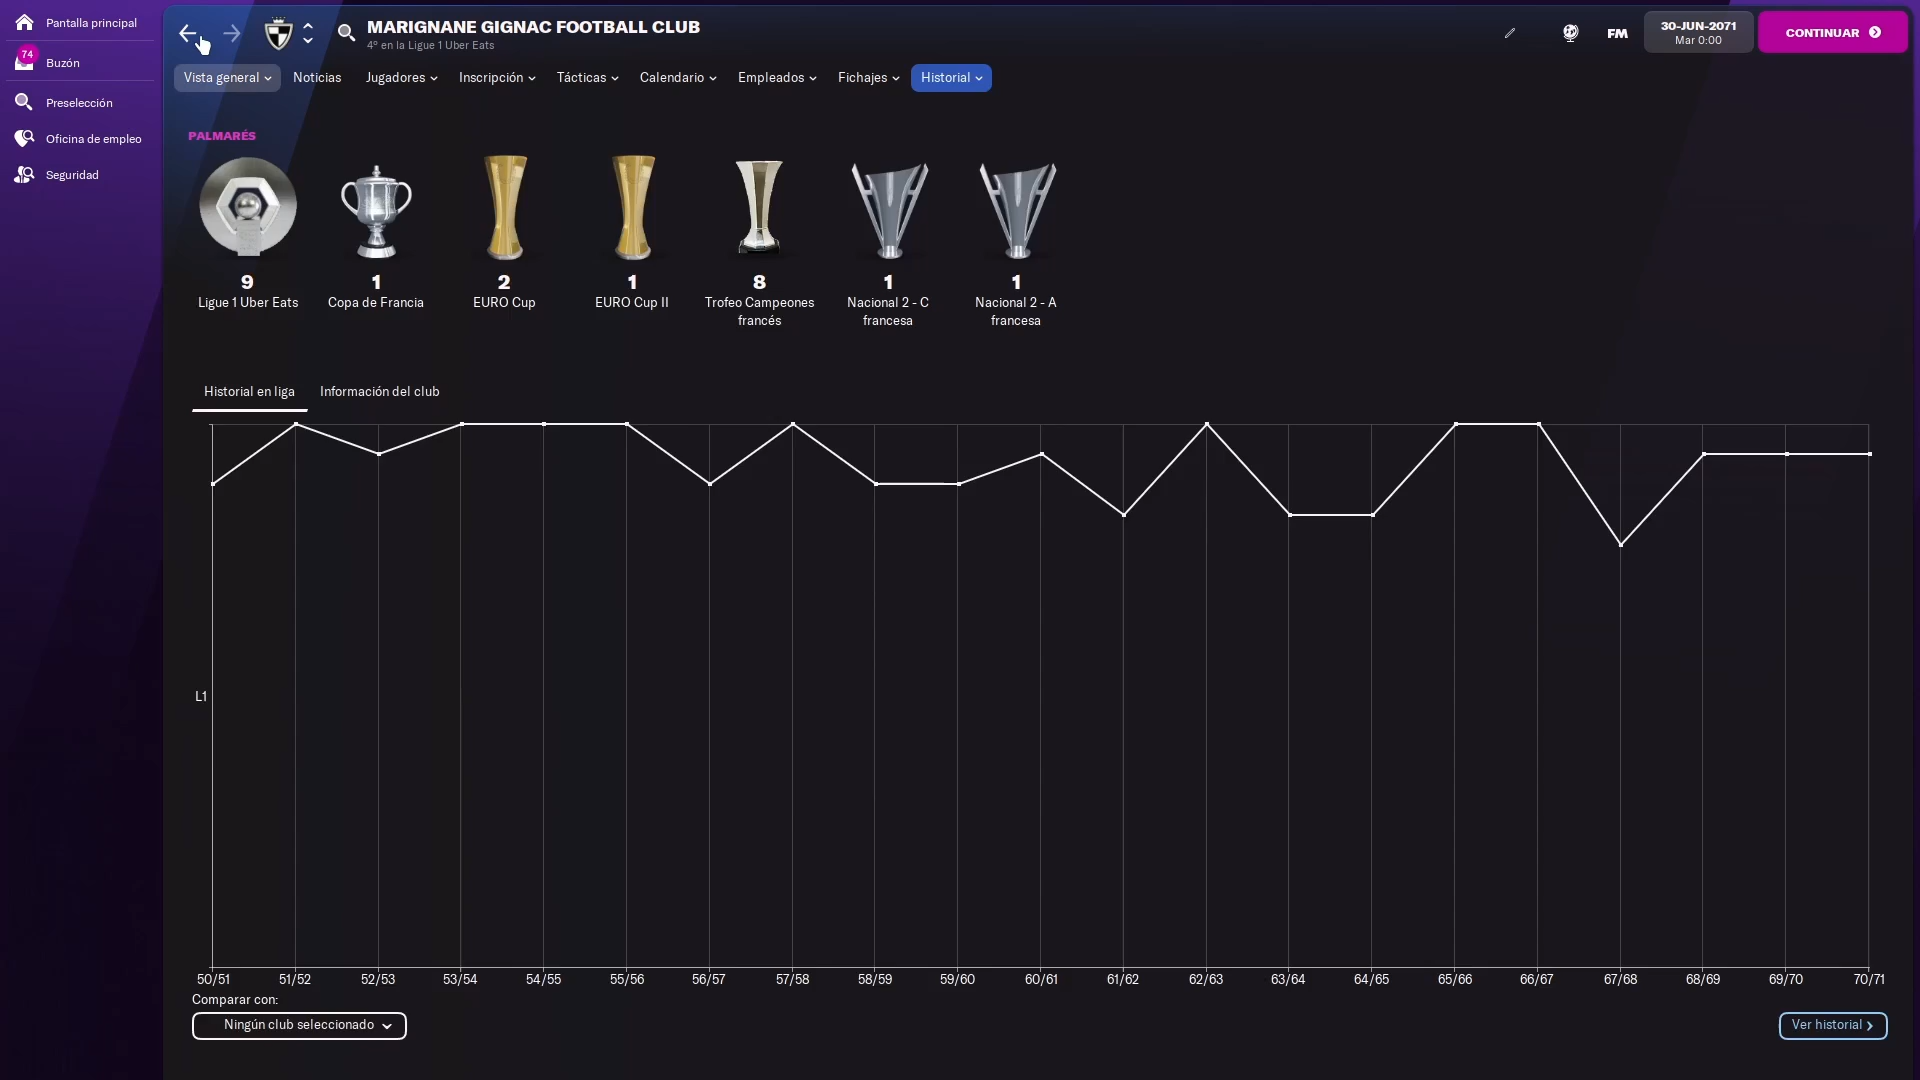 Pantalla principal
74
Buzón
Preselección
Oficina de empleo
Seguridad
MARIGNANE GIGNAC FOOTBALL CLUB
4º en la Ligue 1 Uber Eats
FM
30-JUN-2071
Mar 0:00
CONTINUAR
Vista general
Noticias
Jugadores
Inscripción
Tácticas
Calendario
Empleados
Fichajes
Historial
PALMARÉS
9
Ligue 1 Uber Eats
1
Copa de Francia
2
EURO Cup
1
EURO Cup II
8
Trofeo Campeones
francés
1
Nacional 2 - C
francesa
1
Nacional 2 - A
francesa
Historial en liga
Información del club
L1
50/51 51/52 52/53 53/54 54/55 55/56 56/57 57/58 58/59 59/60 60/61 61/62 62/63 63/64 64/65 65/66 66/67 67/68 68/69 69/70 70/71
Comparar con:
Ningún club seleccionado
Ver historial